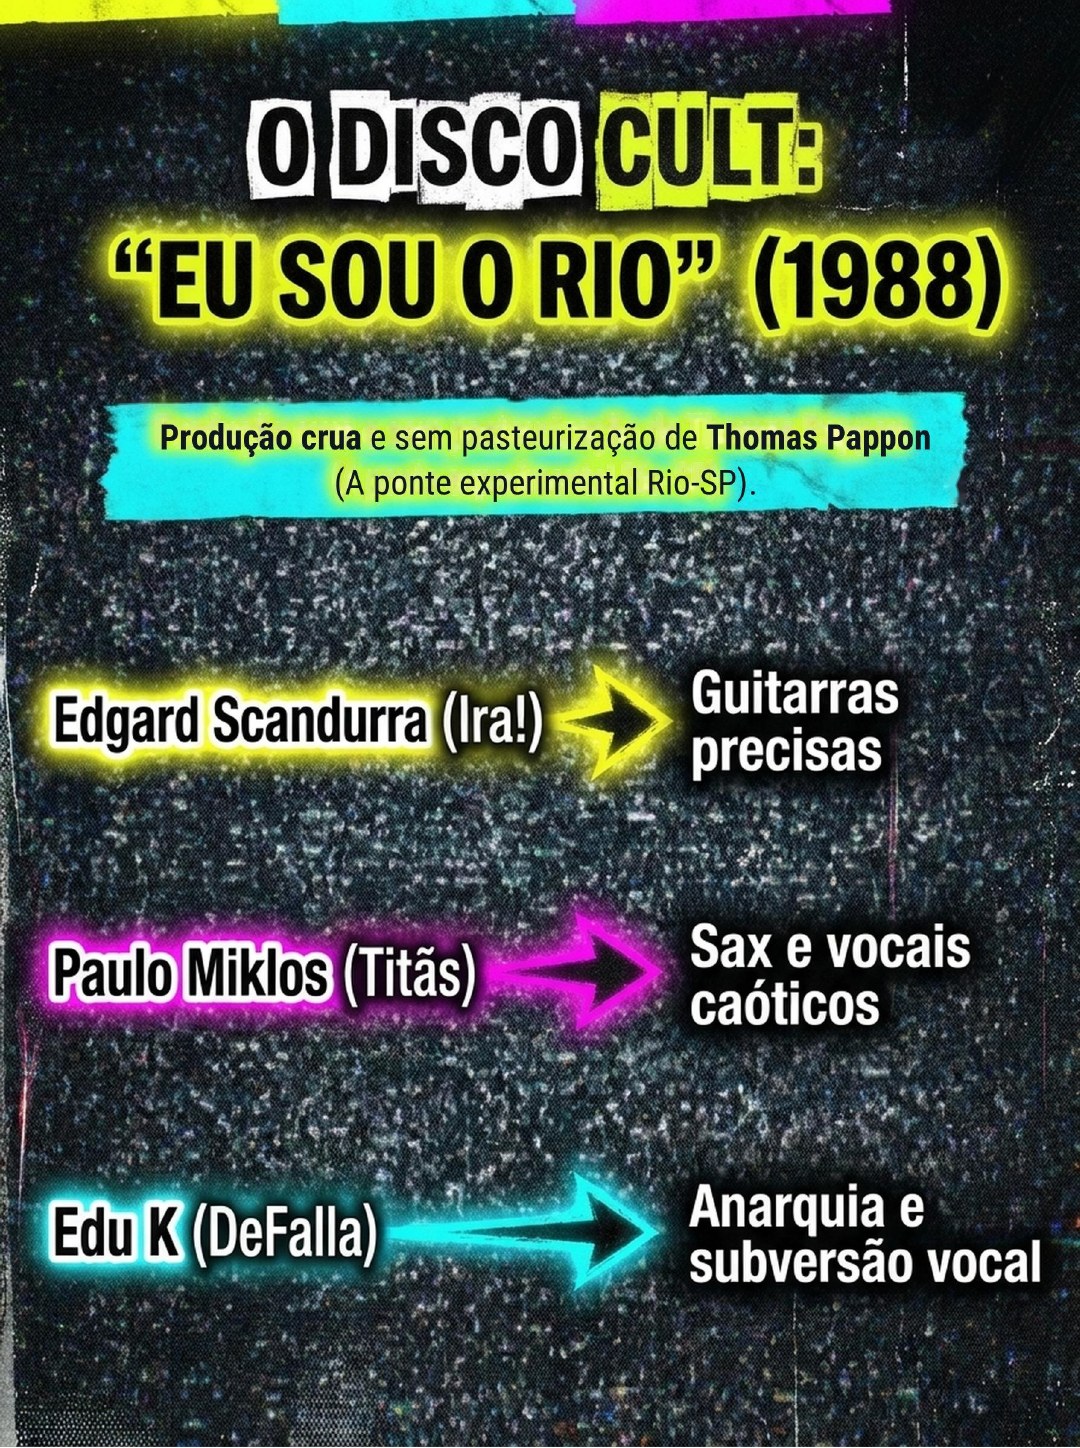 O DISCO CULT:
“EU SOU O RIO” (1988)
Produção crua e sem pasteurização de Thomas Pappon
(A ponte experimental Rio-SP).
Edgard Scandurra (Ira!)
Guitarras
precisas
Paulo Miklos (Titãs)
Sax e vocais
caóticos
Edu K (DeFalla)
Anarquia e
subversão vocal